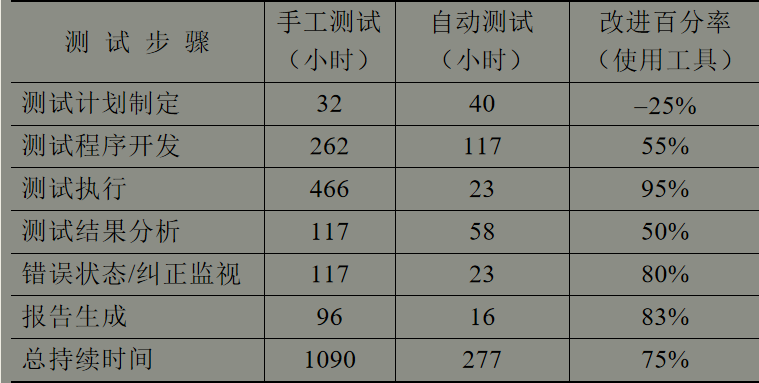 测 试 步 骤 手工测试（小时） 自动测试（小时） 改进百分率（使用工具）
测试计划制定 32 40 –25%
测试程序开发 262 117 55%
测试执行 466 23 95%
测试结果分析 117 58 50%
错误状态/纠正监视 117 23 80%
报告生成 96 16 83%
总持续时间 1090 277 75%